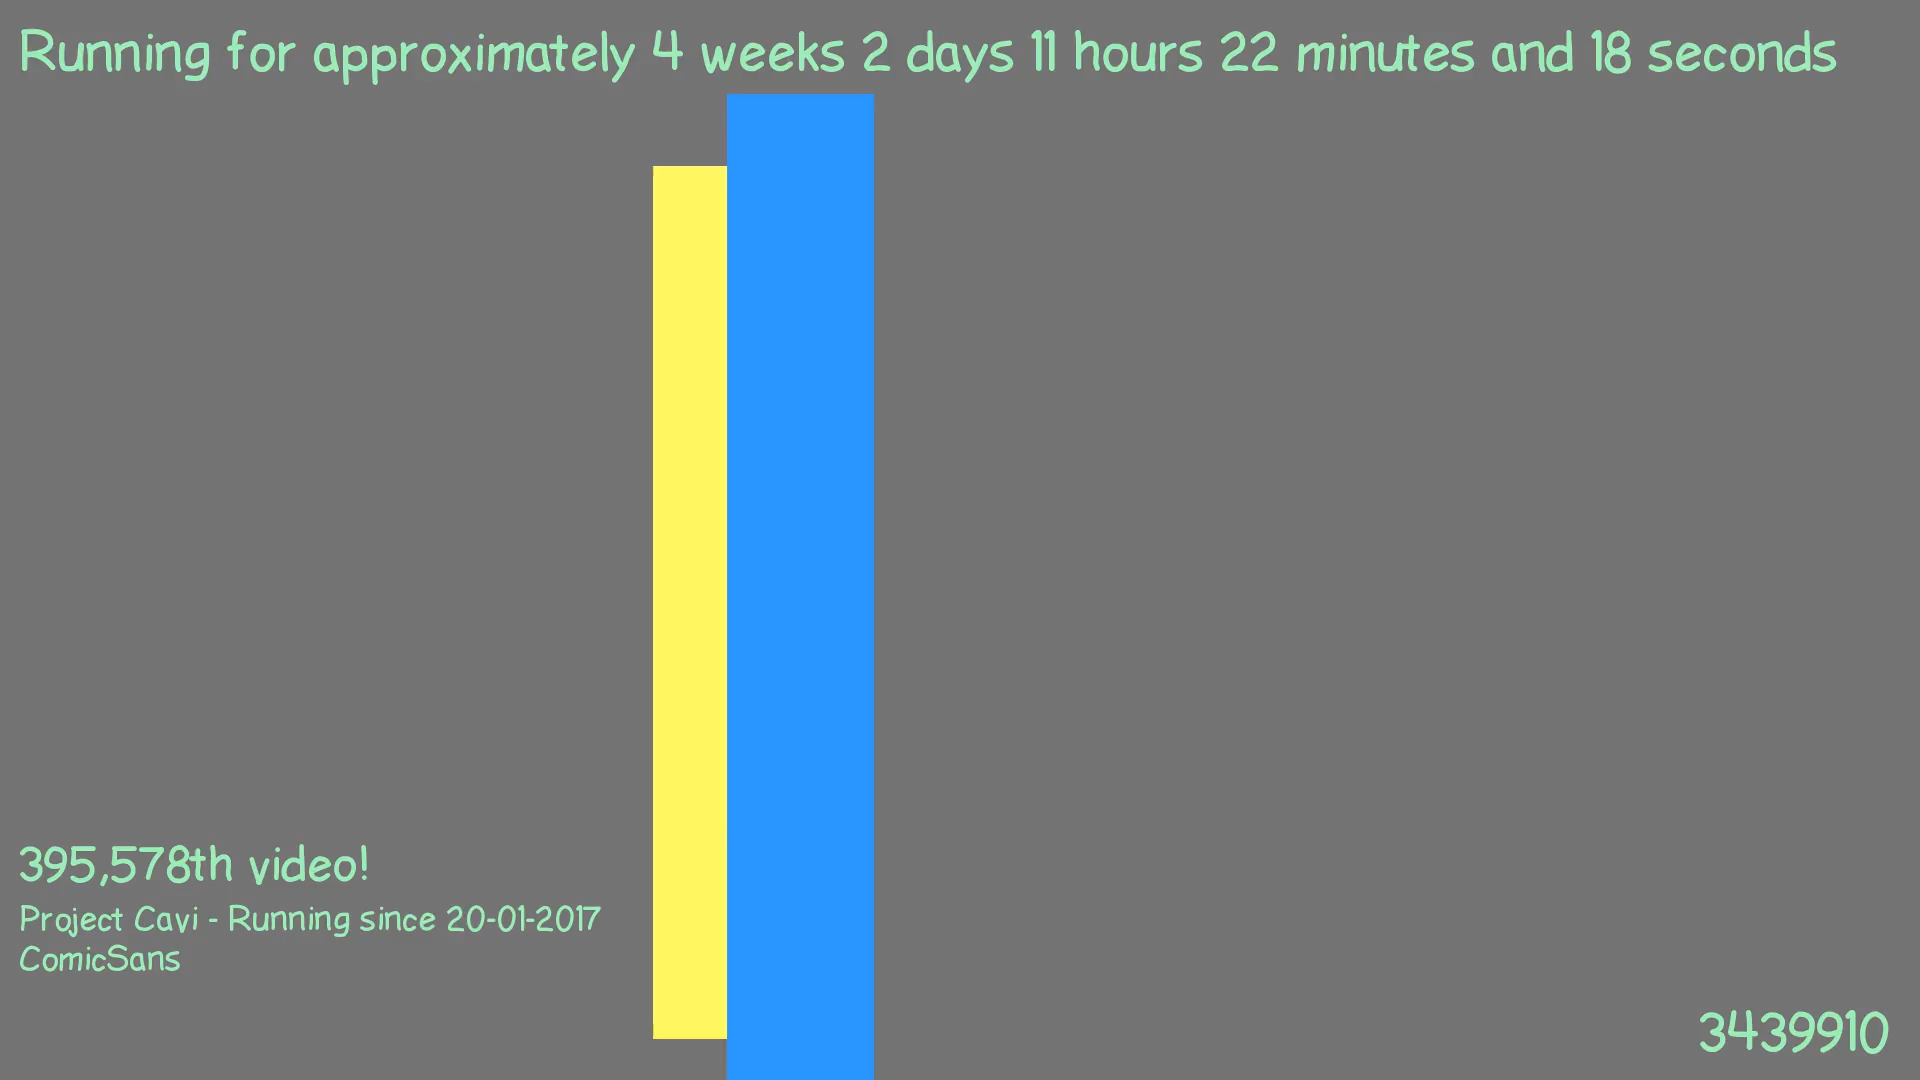 Running for approximately 4 weeks 2 days 11 hours 22 minutes and 18 seconds
395,578th video!
Project Cavi - Running since 20-01-2017
ComicSans
3439910